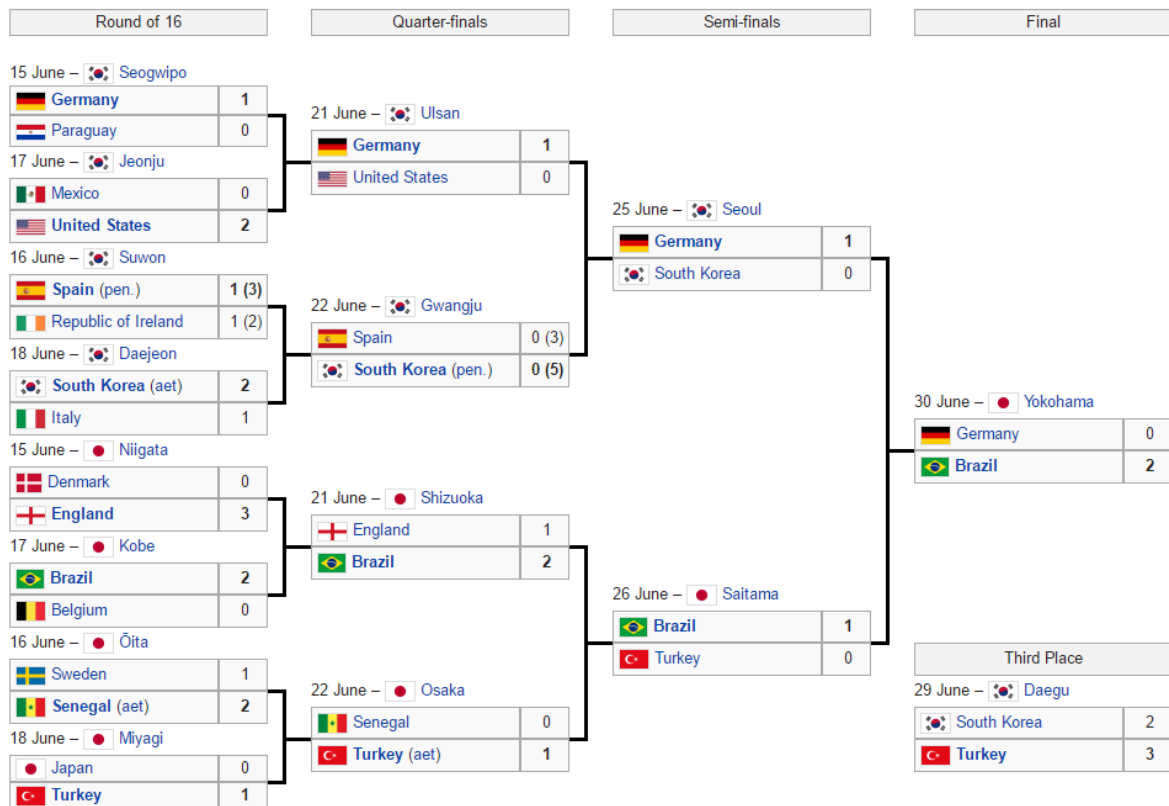 Round of 16
Quarter-finals
Semi-finals
Final
15 June – Seogwipo
Germany 1
Paraguay 0
17 June – Jeonju
Mexico 0
United States 2
16 June – Suwon
Spain (pen.) 1 (3)
Republic of Ireland 1 (2)
18 June – Daejeon
South Korea (aet) 2
Italy 1
15 June – Niigata
Denmark 0
England 3
17 June – Kobe
Brazil 2
Belgium 0
16 June – Ōita
Sweden 1
Senegal (aet) 2
18 June – Miyagi
Japan 0
Turkey 1
21 June – Ulsan
Germany 1
United States 0
22 June – Gwangju
Spain 0 (3)
South Korea (pen.) 0 (5)
21 June – Shizuoka
England 1
Brazil 2
22 June – Osaka
Senegal 0
Turkey (aet) 1
25 June – Seoul
Germany 1
South Korea 0
26 June – Saitama
Brazil 1
Turkey 0
30 June – Yokohama
Germany 0
Brazil 2
Third Place
29 June – Daegu
South Korea 2
Turkey 3